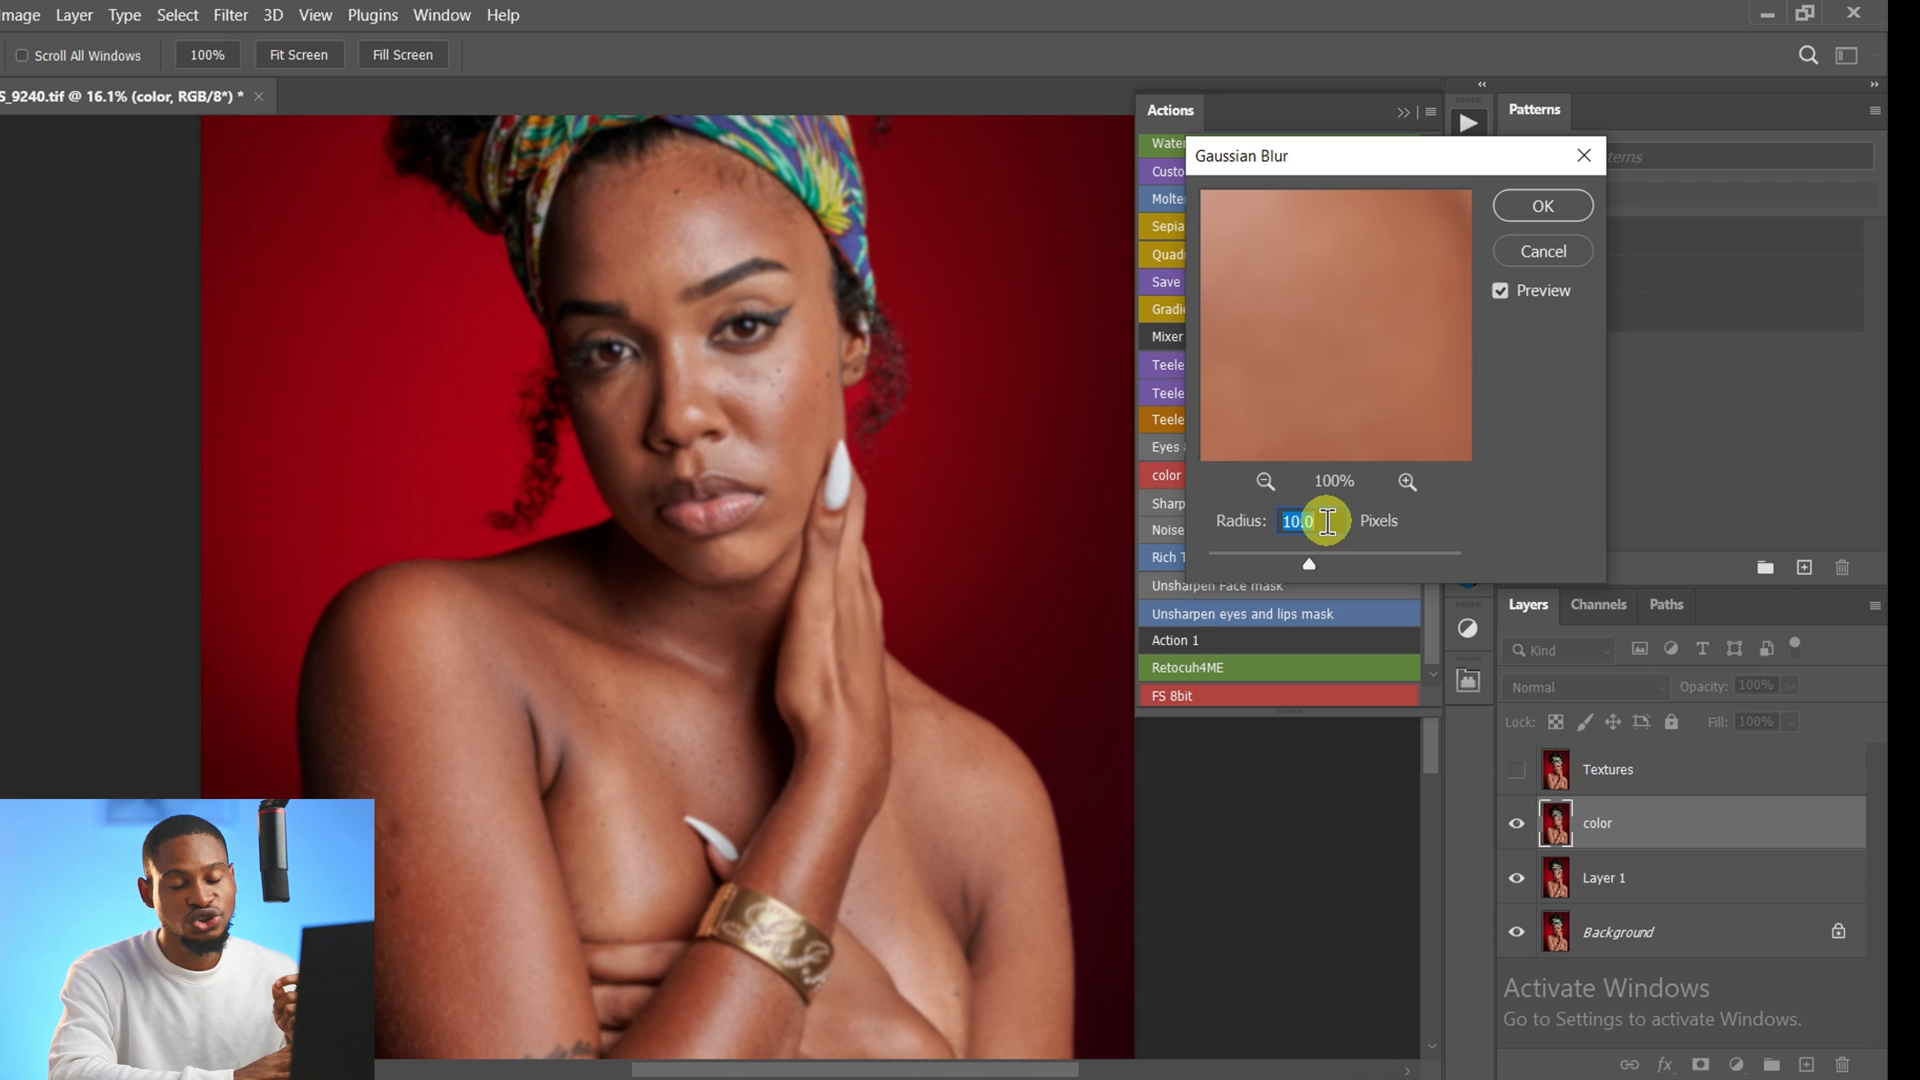 Image Layer Type Select Filter 3D View Plugins Window Help
Scroll All Windows 100% Fit Screen Fill Screen
S_9240.tif @ 16.1% (color, RGB/8*) *
Actions
Patterns
Gaussian Blur
OK
Cancel
Preview
100%
Radius: 10.0 Pixels
Water
Custo
Molte
Sepia
Quad
Save
Gradi
Mixer
Teele
Teele
Teele
Eyes
color
Sharp
Noise
Rich T
Unsharpen Face mask
Unsharpen eyes and lips mask
Action 1
Retocuh4ME
FS 8bit
Layers Channels Paths
Kind
Normal Opacity: 100%
Lock: Fill: 100%
Textures
color
Layer 1
Background
Activate Windows
Go to Settings to activate Windows.
fx